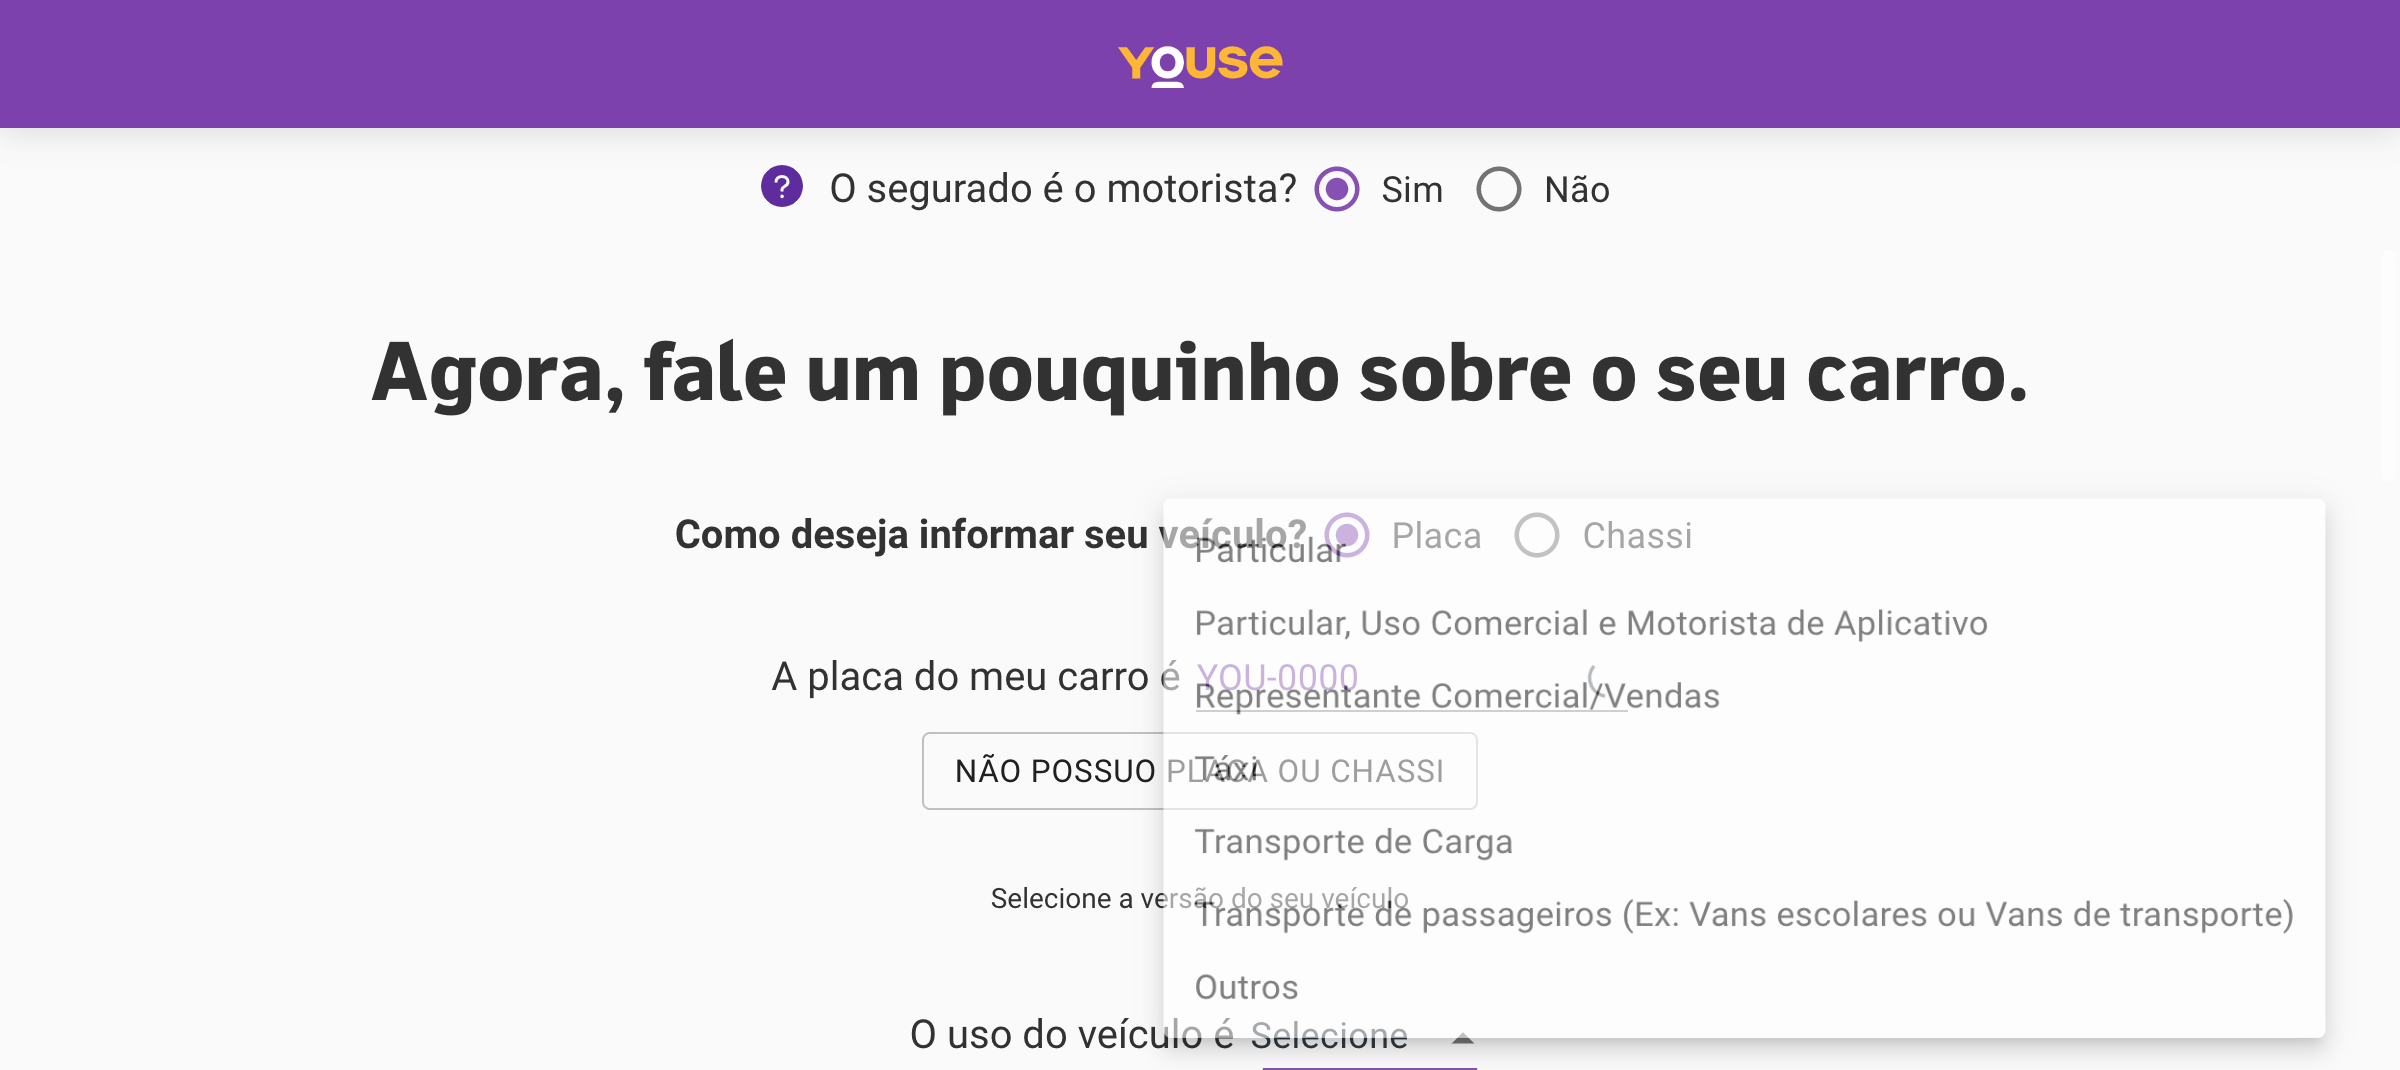 YOUSE
? O segurado é o motorista? Sim Não
Agora, fale um pouquinho sobre o seu carro.
Como deseja informar seu veículo? Placa Chassi
Particular
Particular, Uso Comercial e Motorista de Aplicativo
A placa do meu carro é YOU-0000
Representante Comercial/Vendas
NÃO POSSUO PLACA OU CHASSI
Táxi
Transporte de Carga
Selecione a versão do seu veículo
Transporte de passageiros (Ex: Vans escolares ou Vans de transporte)
Outros
O uso do veículo é Selecione